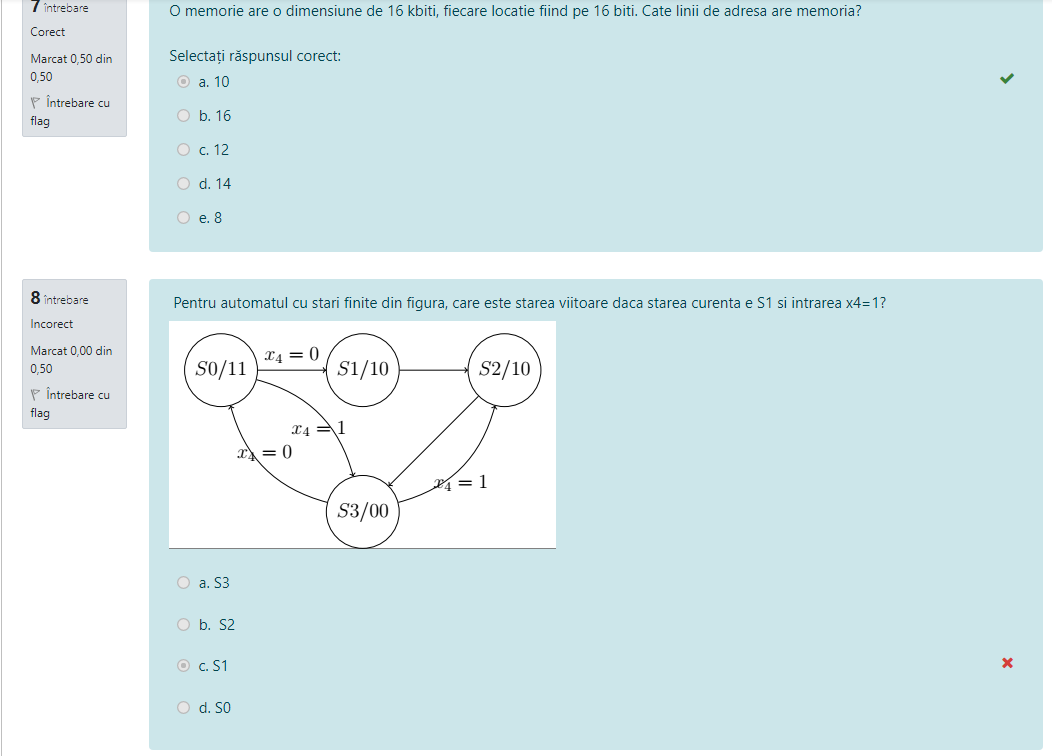 7 întrebare
Corect
Marcat 0,50 din
0,50
Întrebare cu
flag
O memorie are o dimensiune de 16 kbiti, fiecare locatie fiind pe 16 biti. Cate linii de adresa are memoria?
Selectați răspunsul corect:
a. 10
b. 16
c. 12
d. 14
e. 8
8 întrebare
Incorect
Marcat 0,00 din
0,50
Întrebare cu
flag
Pentru automatul cu stari finite din figura, care este starea viitoare daca starea curenta e S1 si intrarea x4=1?
S0/11
x₄ = 0
S1/10
S2/10
x₄ = 1
x₄ = 0
x₄ = 1
S3/00
a. S3
b. S2
c. S1
d. S0